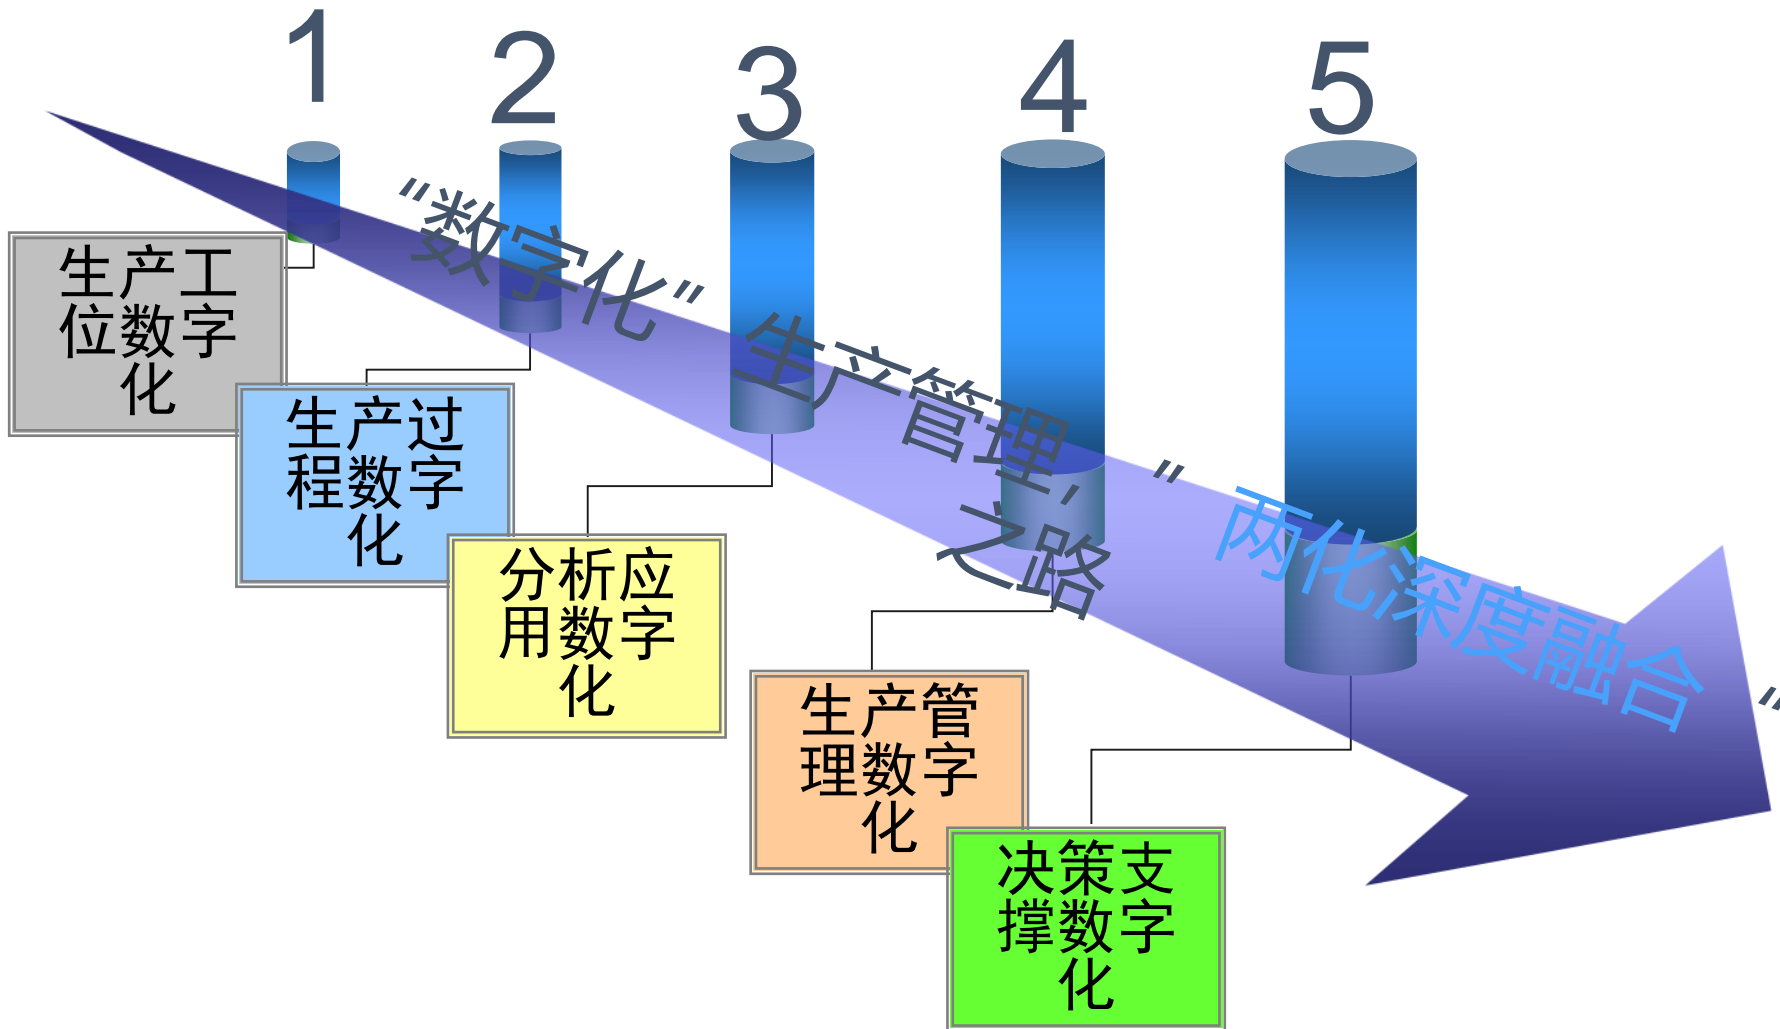 1
2
3
4
5
“数字化” 生产管理，“两化深度融合”
之路
生产工
位数字
化
生产过
程数字
化
分析应
用数字
化
生产管
理数字
化
决策支
撑数字
化